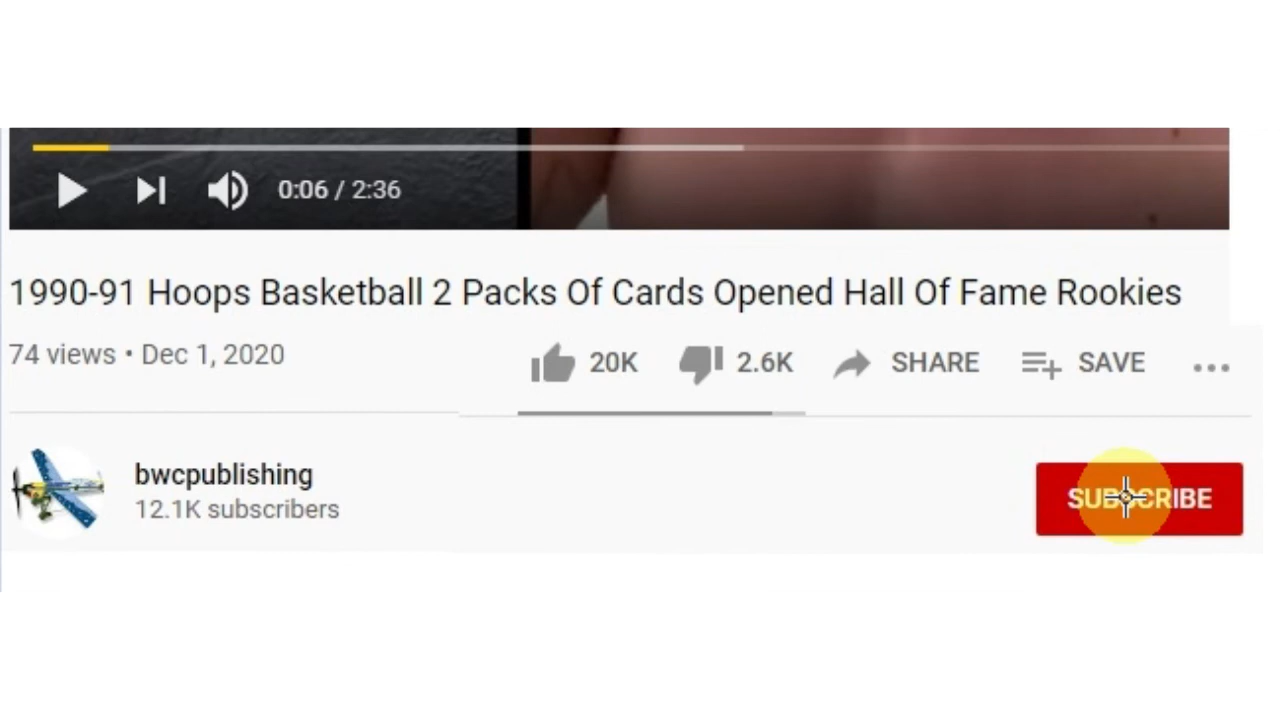 0:06 / 2:36
1990-91 Hoops Basketball 2 Packs Of Cards Opened Hall Of Fame Rookies
74 views • Dec 1, 2020
20K 2.6K SHARE SAVE
bwcpublishing
12.1K subscribers
SUBSCRIBE